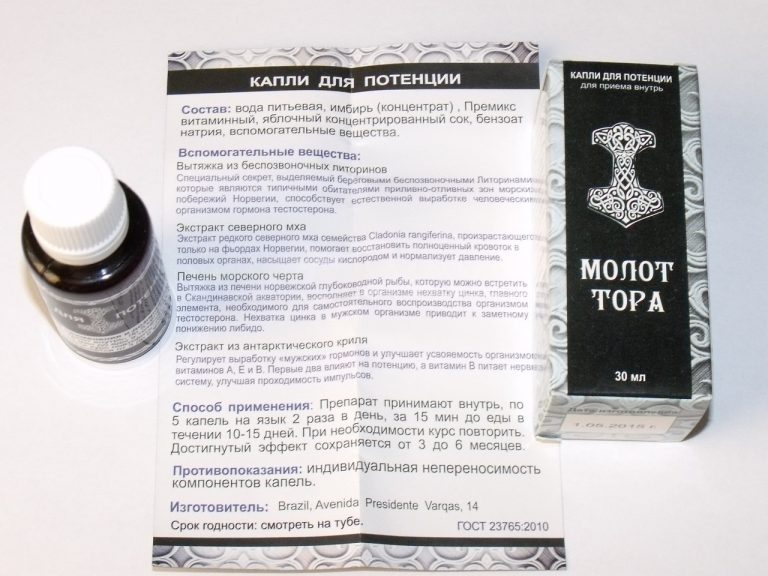 КАПЛИ ДЛЯ ПОТЕНЦИИ
Состав: вода питьевая, имбирь (концентрат) , Премикс
витаминный, яблочный концентрированный сок, бензоат
натрия, вспомогательные вещества.
Вспомогательные вещества:
Вытяжка из беспозвоночных литоринов
Специальный секрет, выделяемый береговыми беспозвоночными Литоринами,
которые являются типичными обитателями приливно-отливных зон морских
побережий Норвегии, способствует естественной выработке человеческим
организмом гормона тестостерона.
Экстракт северного мха
Экстракт редкого северного мха семейства Cladonia rangiferina, произрастающего
только на фьордах Норвегии, помогает восстановить полноценный кровоток в
половых органах, насыщает сосуды кислородом и нормализует давление.
Печень морского черта
Вытяжка из печени норвежской глубоководной рыбы, которую можно встретить
в Скандинавской акватории, восполняет в организме нехватку цинка, главного
элемента, необходимого для самостоятельного воспроизводства организмом
тестостерона. Нехватка цинка в мужском организме приводит к заметному
понижению либидо.
Экстракт из антарктического криля
Регулирует выработку «мужских» гормонов и улучшает усвояемость организмом
витаминов А, Е и В. Первые два влияют на потенцию, а витамин В питает нервную
систему, улучшая проходимость импульсов.
Способ применения: Препарат принимают внутрь, по
5 капель на язык 2 раза в день, за 15 мин до еды в
течении 10-15 дней. При необходимости курс повторить.
Достигнутый эффект сохраняется от 3 до 6 месяцев.
Противопоказания: индивидуальная непереносимость
компонентов капель.
Изготовитель: Brazil, Avenida Presidente Varqas, 14
Срок годности: смотреть на тубе. ГОСТ 23765:2010
КАПЛИ ДЛЯ ПОТЕНЦИИ
для приема внутрь
МОЛОТ
ТОРА
30 мл
Дата изготовления:
1.05.2015 г.